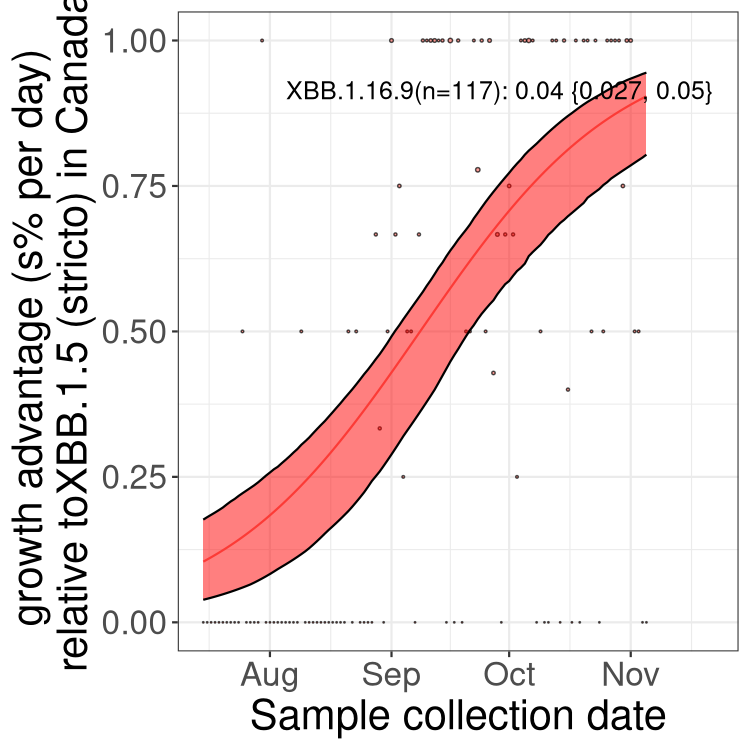 growth advantage (s% per day)
relative toXBB.1.5 (stricto) in Canada
1.00
0.75
0.50
0.25
0.00
XBB.1.16.9(n=117): 0.04 {0.027, 0.05}
Aug Sep Oct Nov
Sample collection date